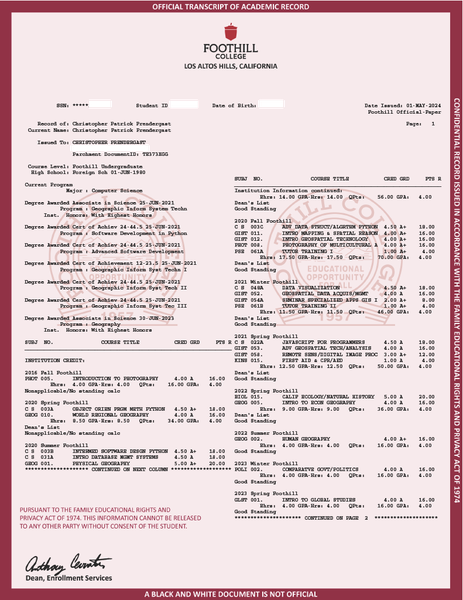 OFFICIAL TRANSCRIPT OF ACADEMIC RECORD
FOOTHILL
COLLEGE
LOS ALTOS HILLS, CALIFORNIA
SSN: ***** Student ID Date of Birth: Date Issued: 01-MAY-2024
Foothill Official-Paper
Record of: Christopher Patrick Prendergast Page: 1
Current Name: Christopher Patrick Prendergast
Issued To: CHRISTOPHER PRENDERGAST
Parchment DocumentID:
Course Level: Foothill Undergraduate
High School: Foreign Sch 01-JUN-1980
Current Program
Major : Computer Science
Degree Awarded Associate in Science 25-JUN-2021
Program : Geographic Inform Systms Techn
Inst. Honors: With Highest Honors
Degree Awarded Cert of Achiev 24-44.5 25-JUN-2021
Program : Software Development in Python
Degree Awarded Cert of Achiev 24-44.5 25-JUN-2021
Program : Advanced Software Development
Degree Awarded Cert of Achievement 12-23.5 25-JUN-2021
Program : Geographic Inform Syst Techn I
Degree Awarded Cert of Achiev 24-44.5 25-JUN-2021
Program : Geographic Inform Syst Tech II
Degree Awarded Cert of Achiev 24-44.5 25-JUN-2021
Program : Geographic Inform Sys Tec III
Degree Awarded Associate in Science 30-JUN-2023
Program : Geography
Inst. Honors: With Highest Honors
SUBJ NO. COURSE TITLE CRED GRD PTS R
INSTITUTION CREDIT:
2016 Fall Foothill
PHOT 005. INTRODUCTION TO PHOTOGRAPHY 4.00 A 16.00
Ehrs: 4.00 GPA-Hrs: 4.00 QPts: 16.00 GPA: 4.00
Nonapplicable/No standing calc
2020 Spring Foothill
C S 003A OBJECT ORIEN PRGM METH PYTHON 4.50 A+ 18.00
GEOG 010. WORLD REGIONAL GEOGRAPHY 4.00 A 16.00
Ehrs: 8.50 GPA-Hrs: 8.50 QPts: 34.00 GPA: 4.00
Dean's List
Nonapplicable/No standing calc
2020 Summer Foothill
C S 003B INTERMED SOFTWARE DESGN PYTHON 4.50 A 18.00
C S 031A INTRO DATABASE MGMT SYSTEMS 4.50 A 18.00
GEOG 001. PHYSICAL GEOGRAPHY 5.00 A+ 20.00
CONTINUED ON NEXT COLUMN
SUBJ NO. COURSE TITLE CRED GRD PTS R
Institution Information continued:
Ehrs: 14.00 GPA-Hrs: 14.00 QPts: 56.00 GPA: 4.00
Dean's List
Good Standing
2020 Fall Foothill
C S 003C ADV DATA STRUCT/ALGRTHM PYTHON 4.50 A+ 18.00
GIST 011. INTRO MAPPING & SPATIAL REASON 4.00 A+ 16.00
GIST 012. INTRO GEOSPATIAL TECHNOLOGY 4.00 A+ 16.00
PHOT 008. PHOTOGRAPHY OF MULTICULTURAL A 4.00 A+ 16.00
PSE 061A TUTOR TRAINING I 1.00 A 4.00
Ehrs: 17.50 GPA-Hrs: 17.50 QPts: 70.00 GPA: 4.00
Dean's List
Good Standing
2021 Winter Foothill
C S 048A DATA VISUALIZATION 4.50 A+ 18.00
GIST 052. GEOSPATIAL DATA ACQUIS/MGMT 4.00 A 16.00
GIST 054A SEMINAR SPECIALIZED APPS GIS I 2.00 A+ 8.00
PSE 061B TUTOR TRAINING II 1.00 A+ 4.00
Ehrs: 11.50 GPA-Hrs: 11.50 QPts: 46.00 GPA: 4.00
Dean's List
Good Standing
2021 Spring Foothill
C S 022A JAVASCRIPT FOR PROGRAMMERS 4.50 A 18.00
GIST 053. ADV GEOSPATIAL TECH/ANALYSIS 4.00 A 16.00
GIST 058. REMOTE SENS/DIGITAL IMAGE PROC 3.00 A+ 12.00
KINS 015. FIRST AID & CPR/AED 1.00 A 4.00
Ehrs: 12.50 GPA-Hrs: 12.50 QPts: 50.00 GPA: 4.00
Dean's List
Good Standing
2022 Spring Foothill
BIOL 015. CALIF ECOLOGY/NATURAL HISTORY 5.00 A 20.00
GEOG 005. INTRO TO ECON GEOGRAPHY 4.00 A 16.00
Ehrs: 9.00 GPA-Hrs: 9.00 QPts: 36.00 GPA: 4.00
Dean's List
Good Standing
2022 Summer Foothill
GEOG 002. HUMAN GEOGRAPHY 4.00 A+ 16.00
Ehrs: 4.00 GPA-Hrs: 4.00 QPts: 16.00 GPA: 4.00
Good Standing
2023 Winter Foothill
POLI 002. COMPARATVE GOVT/POLITICS 4.00 A 16.00
Ehrs: 4.00 GPA-Hrs: 4.00 QPts: 16.00 GPA: 4.00
Good Standing
2023 Spring Foothill
GLST 001. INTRO TO GLOBAL STUDIES 4.00 A 16.00
Ehrs: 4.00 GPA-Hrs: 4.00 QPts: 16.00 GPA: 4.00
Good Standing
CONTINUED ON PAGE 2
EDUCATIONAL
OPPORTUNITY
1957
PURSUANT TO THE FAMILY EDUCATIONAL RIGHTS AND
PRIVACY ACT OF 1974. THIS INFORMATION CANNOT BE RELEASED
TO ANY OTHER PARTY WITHOUT CONSENT OF THE STUDENT.
Dean, Enrollment Services
CONFIDENTIAL RECORD ISSUED IN ACCORDANCE WITH THE FAMILY EDUCATIONAL RIGHTS AND PRIVACY ACT OF 1974
A BLACK AND WHITE DOCUMENT IS NOT OFFICIAL